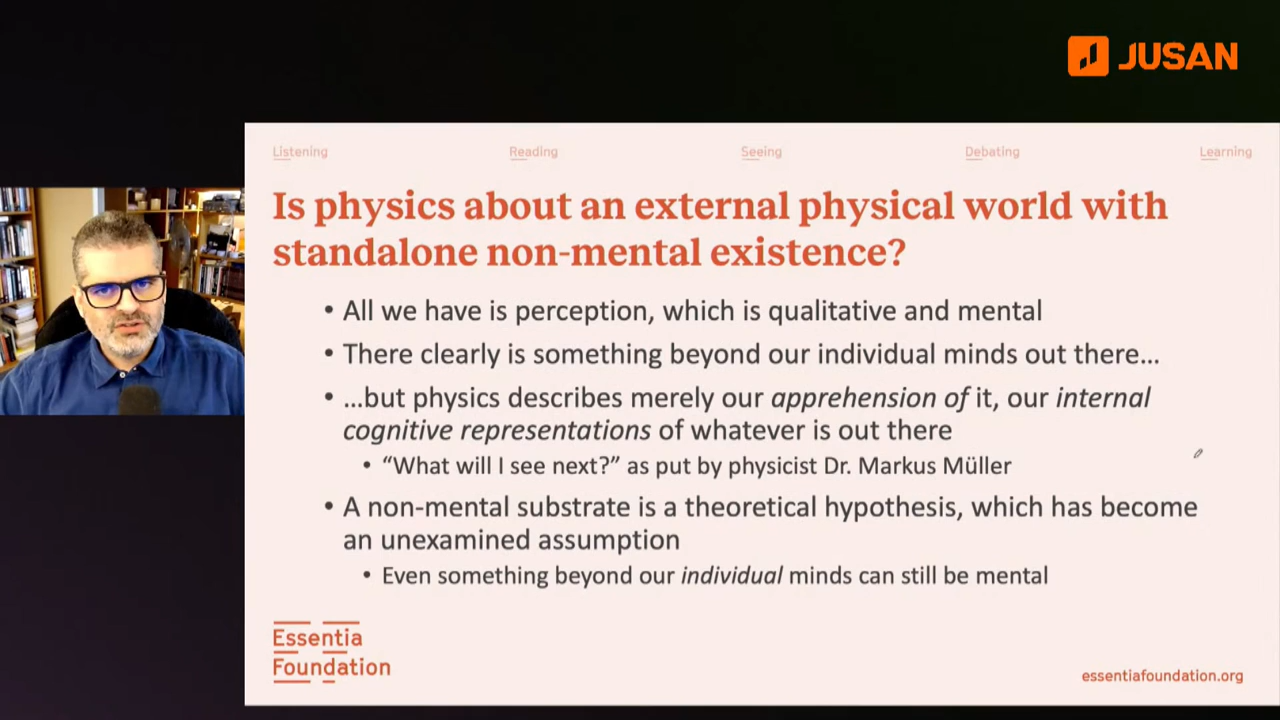 JUSAN
Listening
Reading
Seeing
Debating
Learning
Is physics about an external physical world with
standalone non-mental existence?
• All we have is perception, which is qualitative and mental
• There clearly is something beyond our individual minds out there...
• ...but physics describes merely our apprehension of it, our internal
cognitive representations of whatever is out there
• “What will I see next?” as put by physicist Dr. Markus Müller
• A non-mental substrate is a theoretical hypothesis, which has become
an unexamined assumption
• Even something beyond our individual minds can still be mental
Essentia
Foundation
essentiafoundation.org